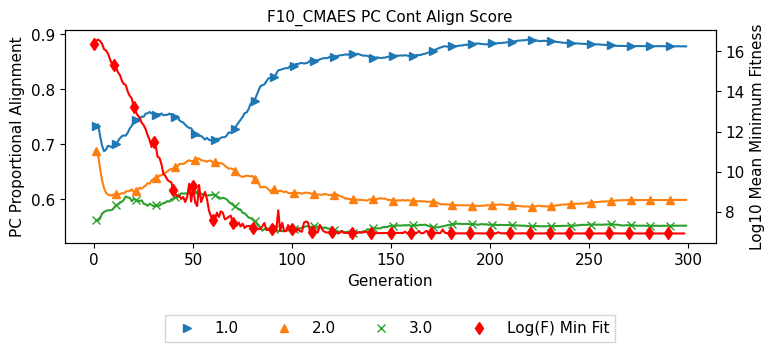 F10_CMAES PC Cont Align Score
PC Proportional Alignment
0.9
0.8
0.7
0.6
16
14
12
10
8
Log10 Mean Minimum Fitness
0 50 100 150 200 250 300
Generation
1.0 2.0 3.0 Log(F) Min Fit